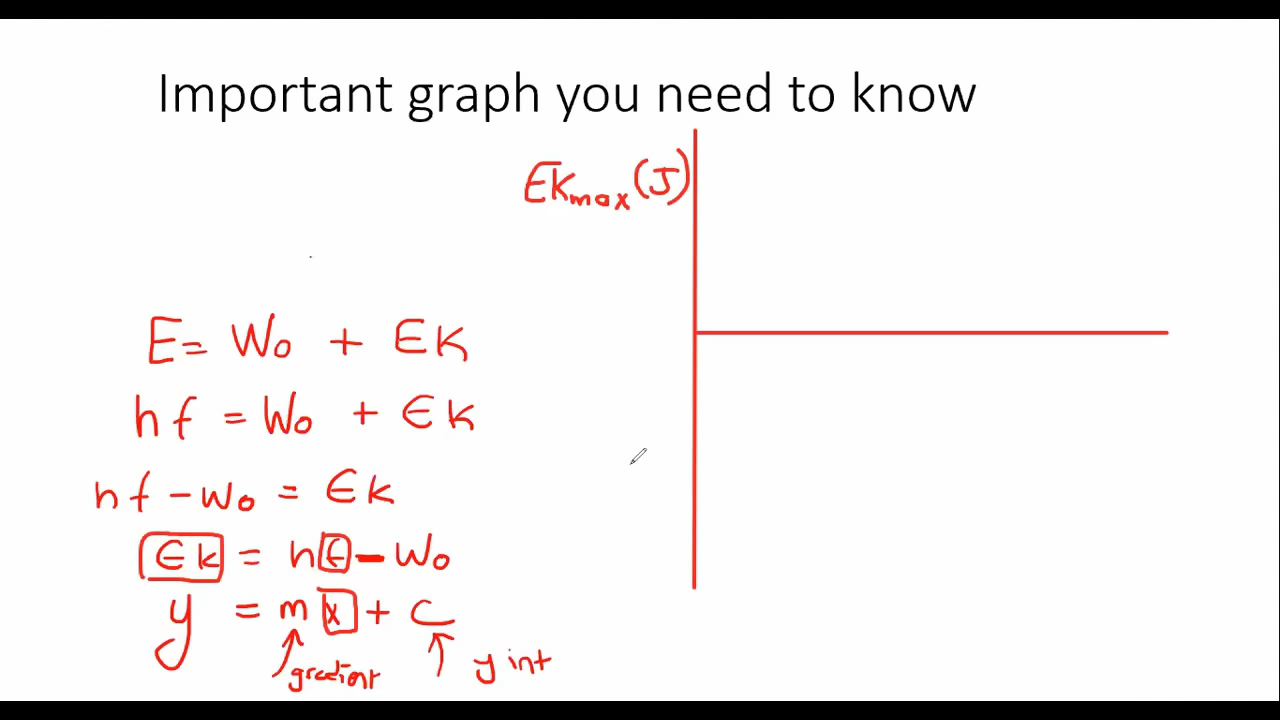 Important graph you need to know
EKmax (J)
E = W0 + EK
hf = W0 + EK
hf - W0 = EK
EK = hf - W0
y = mx + c
gradient
y int